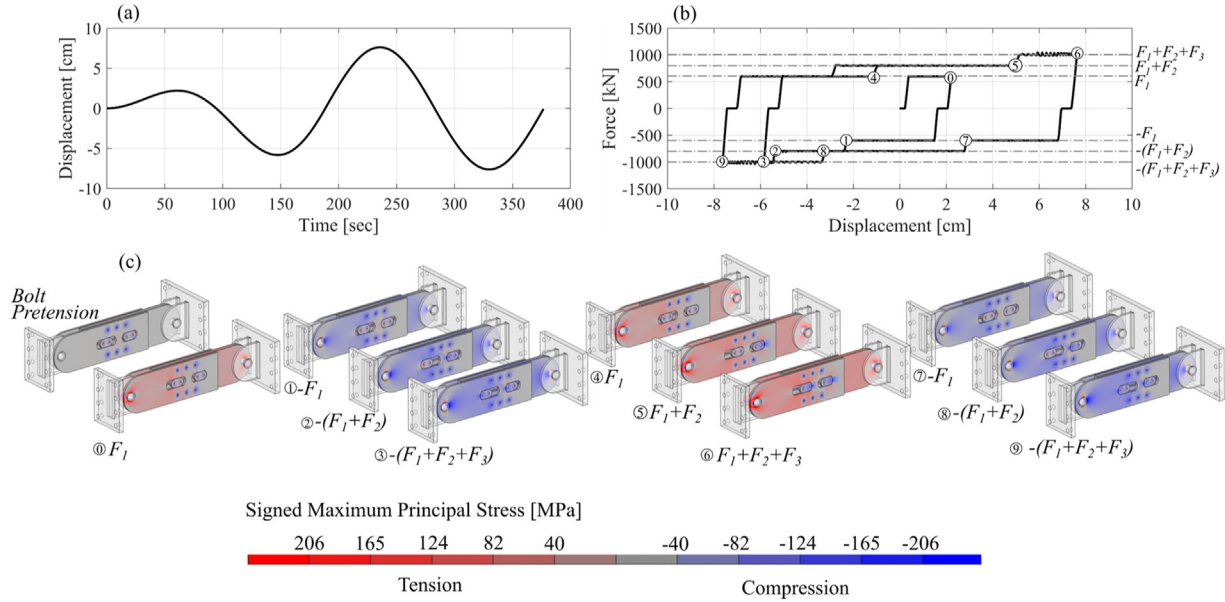 (a)
10
5
0
-5
-10
Displacement [cm]
0 50 100 150 200 250 300 350 400
Time [sec]
(b)
1500
1000
500
0
-500
-1000
-1500
Force [kN]
-10 -8 -6 -4 -2 0 2 4 6 8 10
Displacement [cm]
F₁+F₂+F₃
F₁+F₂
F₁
-F₁
-(F₁+F₂)
-(F₁+F₂+F₃)
⑥
⑤
④
⓪
①
⑦
②
⑧
⑨
③
(c)
Bolt
Pretension
⓪ F₁
①-F₁
②-(F₁+F₂)
③-(F₁+F₂+F₃)
④F₁
⑤F₁+F₂
⑥ F₁+F₂+F₃
⑦-F₁
⑧-(F₁+F₂)
⑨ -(F₁+F₂+F₃)
Signed Maximum Principal Stress [MPa]
206 165 124 82 40 -40 -82 -124 -165 -206
Tension Compression